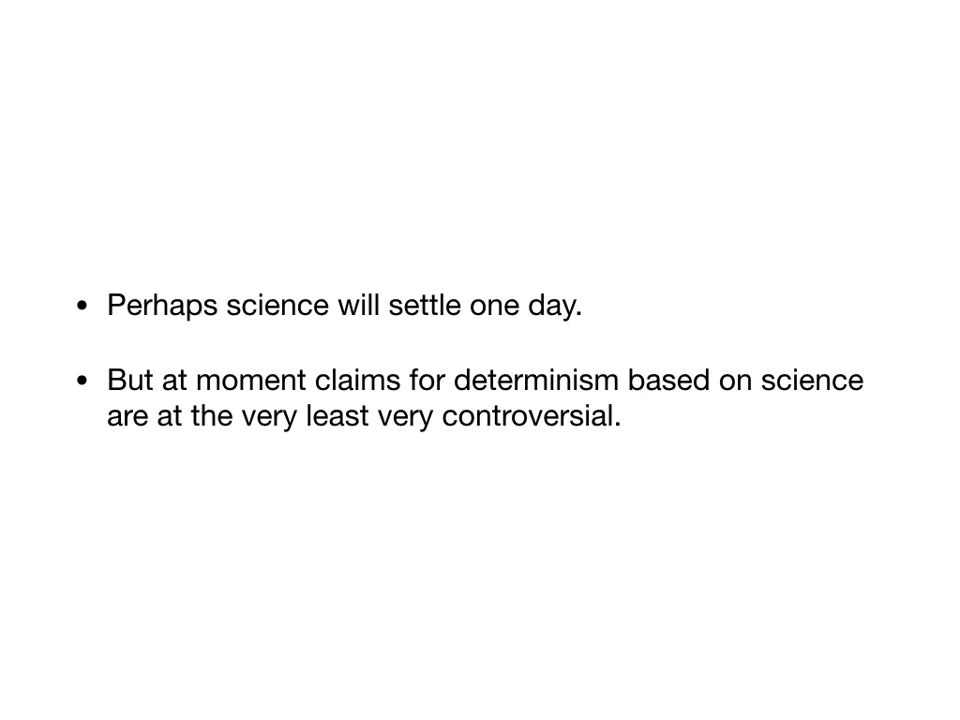 • Perhaps science will settle one day.
• But at moment claims for determinism based on science
are at the very least very controversial.